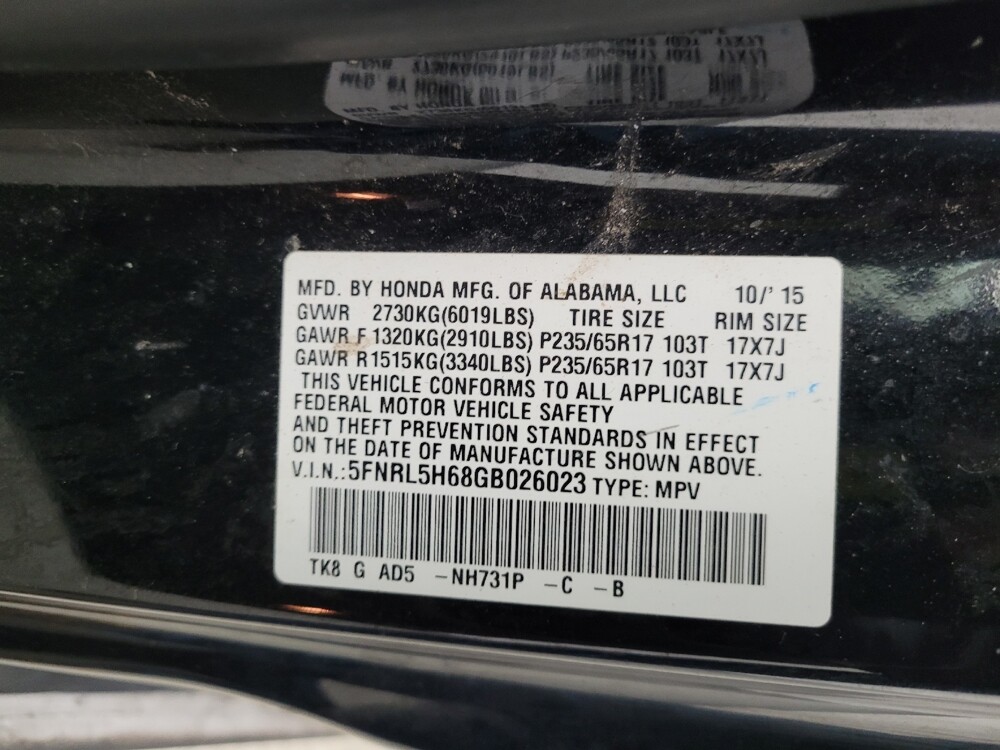 MFD. BY HONDA MFG. OF ALABAMA, LLC 10/' 15
GVWR 2730KG(6019LBS) TIRE SIZE RIM SIZE
GAWR F 1320KG(2910LBS) P235/65R17 103T 17X7J
GAWR R1515KG(3340LBS) P235/65R17 103T 17X7J
THIS VEHICLE CONFORMS TO ALL APPLICABLE
FEDERAL MOTOR VEHICLE SAFETY
AND THEFT PREVENTION STANDARDS IN EFFECT
ON THE DATE OF MANUFACTURE SHOWN ABOVE.
V.I.N.:5FNRL5H68GB026023 TYPE: MPV
TK8 G AD5 -NH731P -C -B